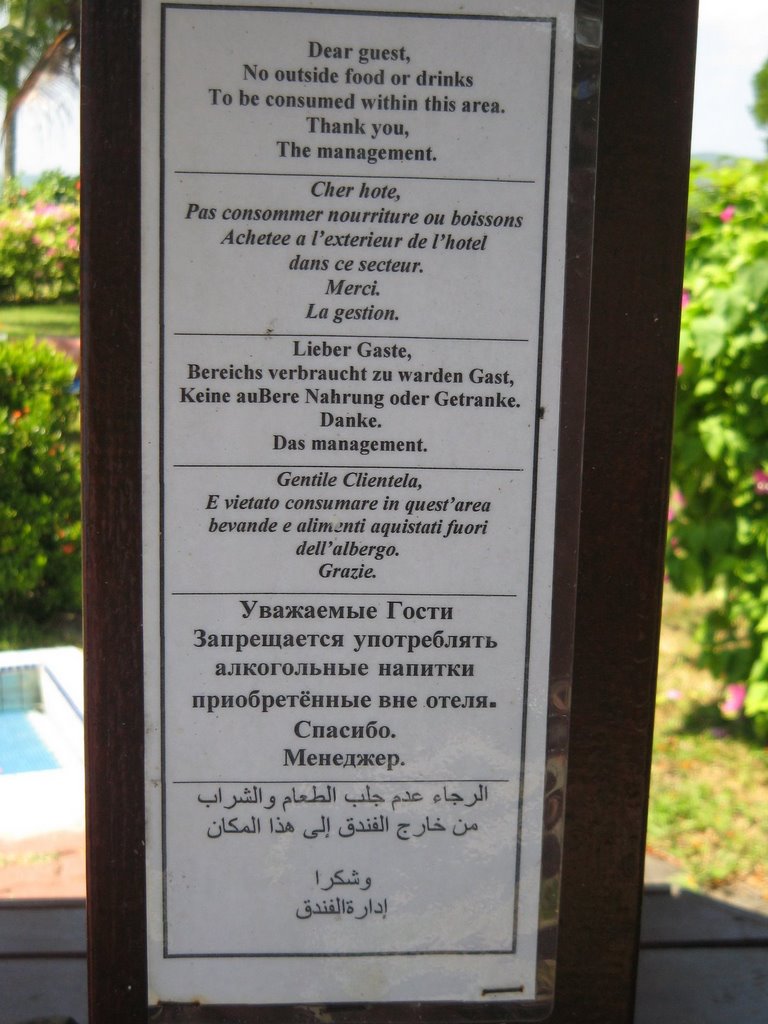 Dear guest,
No outside food or drinks
To be consumed within this area.
Thank you,
The management.
Cher hote,
Pas consommer nourriture ou boissons
Achetee a l'exterieur de l'hotel
dans ce secteur.
Merci.
La gestion.
Lieber Gaste,
Bereichs verbraucht zu warden Gast,
Keine auBere Nahrung oder Getranke.
Danke.
Das management.
Gentile Clientela,
E vietato consumare in quest'area
bevande e alimenti aquistati fuori
dell'albergo.
Grazie.
Уважаемые Гости
Запрещается употреблять
алкогольные напитки
приобретённые вне отеля.
Спасибо.
Менеджер.
الرجاء عدم جلب الطعام والشراب
من خارج الفندق إلى هذا المكان
وشكرا
إدارةالفندق